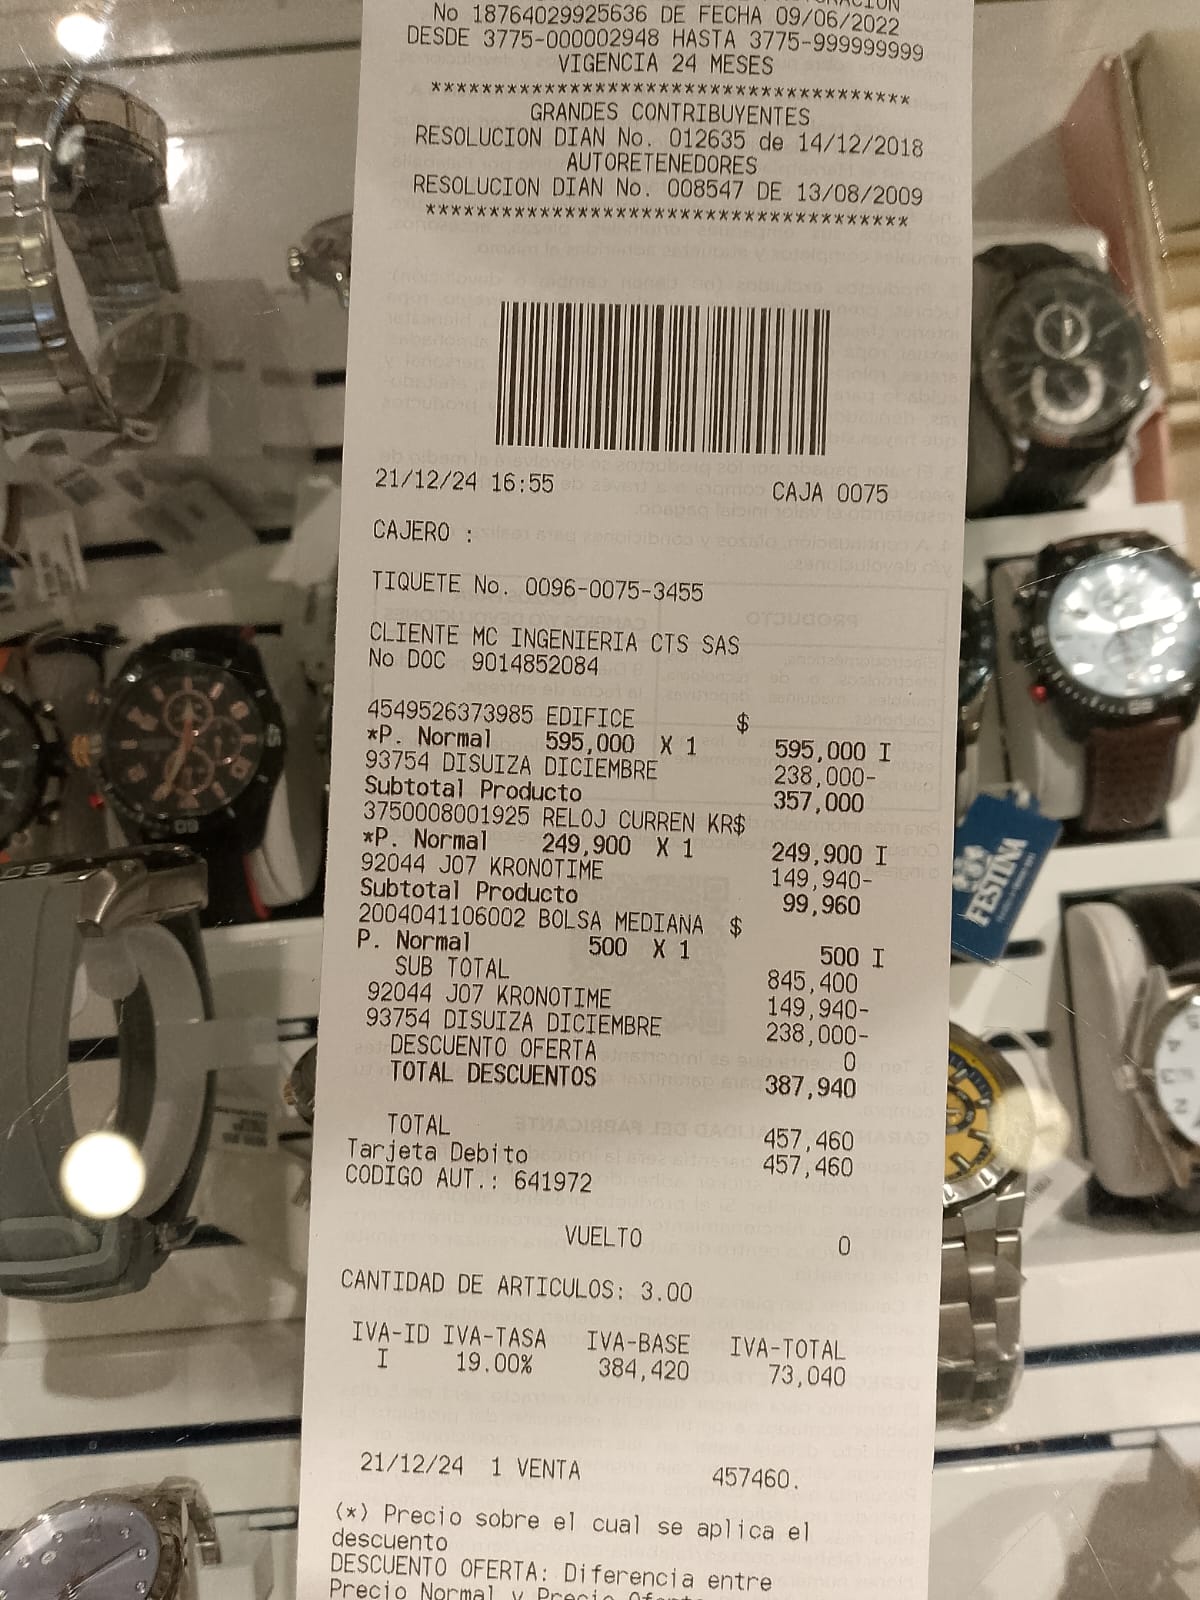 No 18764029925636 DE FECHA 09/06/2022
DESDE 3775-000002948 HASTA 3775-999999999
VIGENCIA 24 MESES
**************************************
GRANDES CONTRIBUYENTES
RESOLUCION DIAN No. 012635 de 14/12/2018
AUTORETENEDORES
RESOLUCION DIAN No. 008547 DE 13/08/2009
**************************************
21/12/24 16:55 CAJA 0075
CAJERO :
TIQUETE No. 0096-0075-3455
CLIENTE MC INGENIERIA CTS SAS
No DOC 9014852084
4549526373985 EDIFICE $
*P. Normal 595,000 X 1 595,000 I
93754 DISUIZA DICIEMBRE 238,000-
Subtotal Producto 357,000
3750008001925 RELOJ CURREN KR$
*P. Normal 249,900 X 1 249,900 I
92044 J07 KRONOTIME 149,940-
Subtotal Producto 99,960
2004041106002 BOLSA MEDIANA $
P. Normal 500 X 1 500 I
SUB TOTAL 845,400
92044 J07 KRONOTIME 149,940-
93754 DISUIZA DICIEMBRE 238,000-
DESCUENTO OFERTA 0
TOTAL DESCUENTOS 387,940
TOTAL 457,460
Tarjeta Debito 457,460
CODIGO AUT.: 641972
VUELTO 0
CANTIDAD DE ARTICULOS: 3.00
IVA-ID IVA-TASA IVA-BASE IVA-TOTAL
I 19.00% 384,420 73,040
21/12/24 1 VENTA 457460.
(*) Precio sobre el cual se aplica el
descuento
DESCUENTO OFERTA: Diferencia entre
Precio Normal y Precio
FESTINA